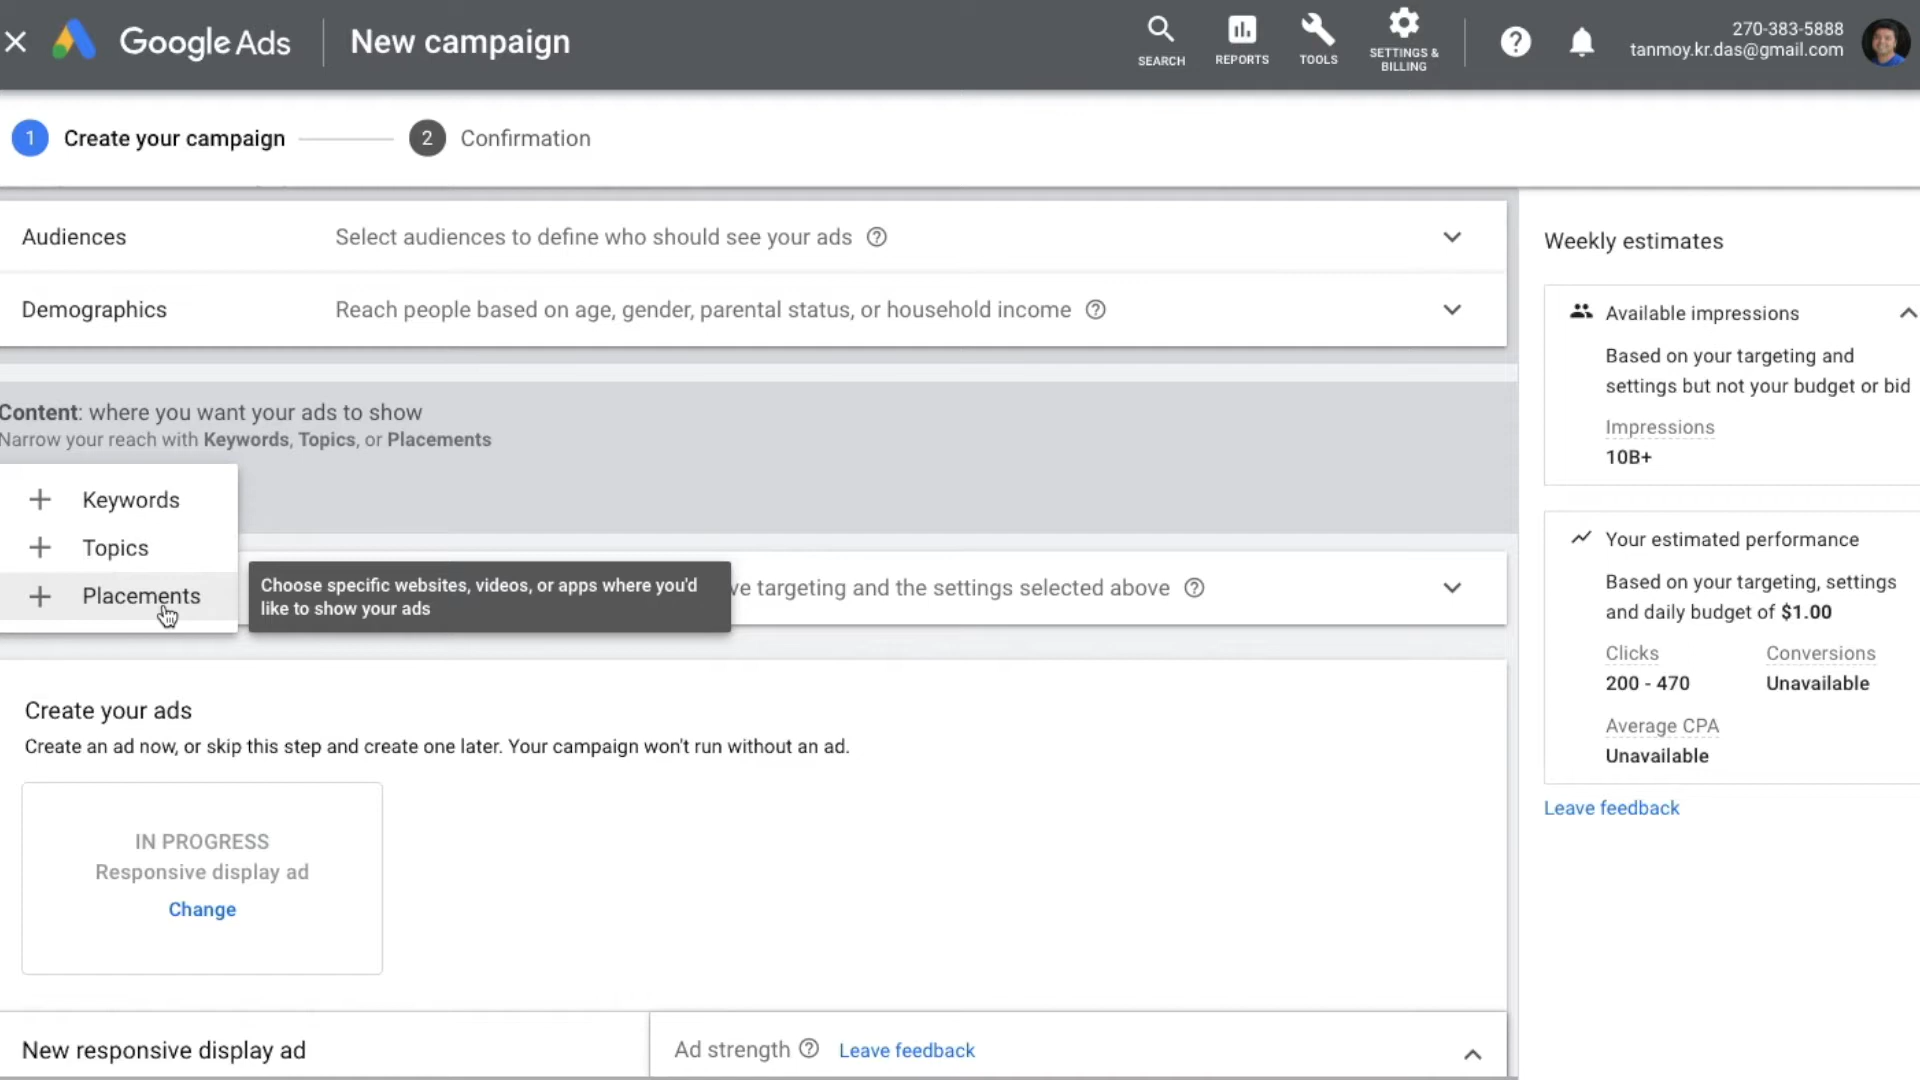 Google Ads
New campaign
SEARCH
REPORTS
TOOLS
SETTINGS &
BILLING
270-383-5888
tanmoy.kr.das@gmail.com
1 Create your campaign
2 Confirmation
Audiences
Select audiences to define who should see your ads
Demographics
Reach people based on age, gender, parental status, or household income
Content: where you want your ads to show
Narrow your reach with Keywords, Topics, or Placements
Keywords
Topics
Placements
Choose specific websites, videos, or apps where you'd
like to show your ads
ve targeting and the settings selected above
Create your ads
Create an ad now, or skip this step and create one later. Your campaign won't run without an ad.
IN PROGRESS
Responsive display ad
Change
New responsive display ad
Ad strength
Leave feedback
Weekly estimates
Available impressions
Based on your targeting and
settings but not your budget or bid
Impressions
10B+
Your estimated performance
Based on your targeting, settings
and daily budget of $1.00
Clicks
Conversions
200 - 470
Unavailable
Average CPA
Unavailable
Leave feedback